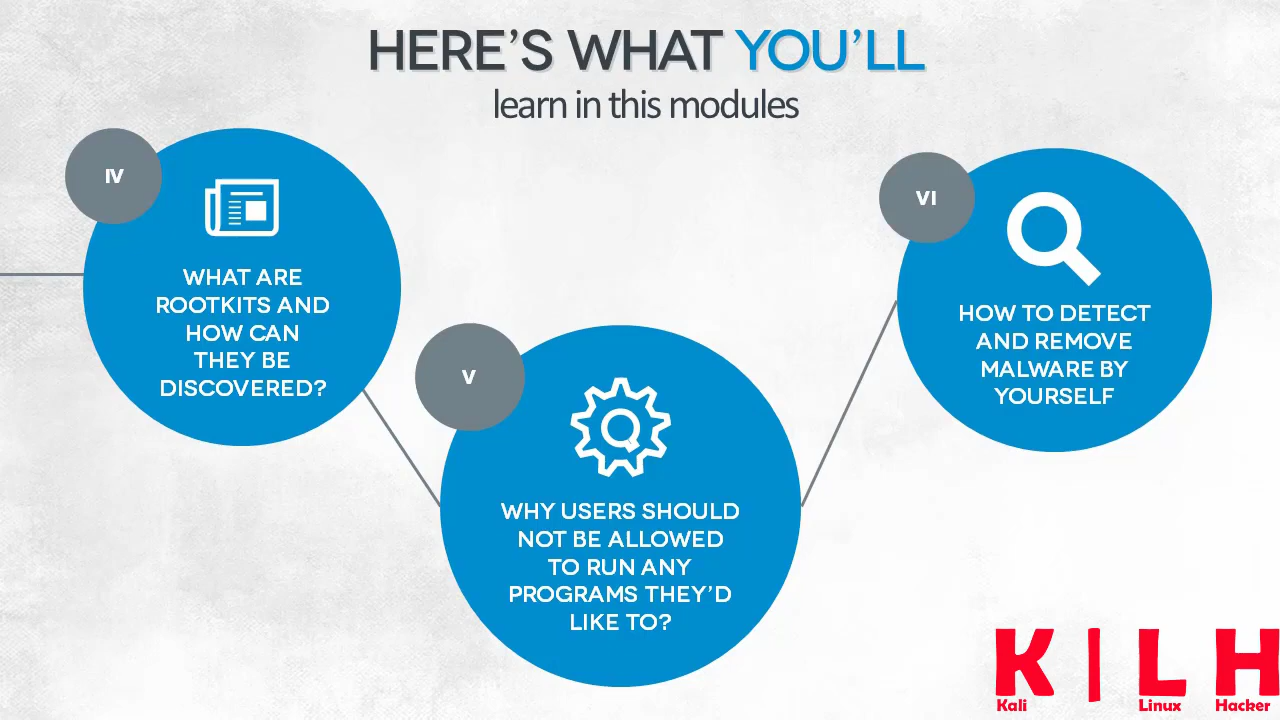 HERE'S WHAT YOU'LL
learn in this modules
IV
WHAT ARE
ROOTKITS AND
HOW CAN
THEY BE
DISCOVERED?
V
WHY USERS SHOULD
NOT BE ALLOWED
TO RUN ANY
PROGRAMS THEY'D
LIKE TO?
VI
HOW TO DETECT
AND REMOVE
MALWARE BY
YOURSELF
K | L H
Kali Linux Hacker